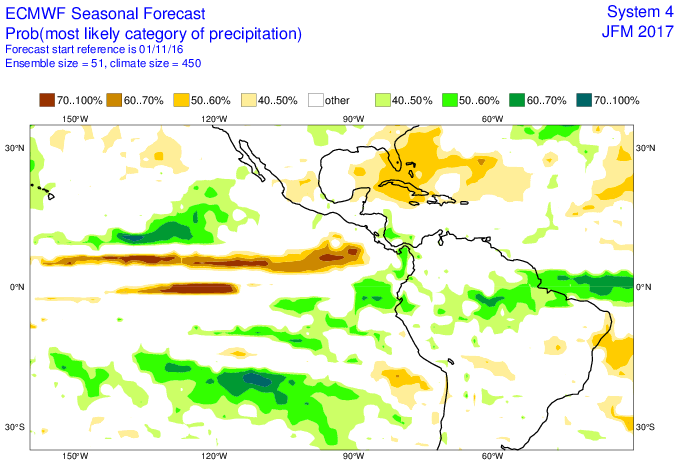 ECMWF Seasonal Forecast
System 4
Prob(most likely category of precipitation)
JFM 2017
Forecast start reference is 01/11/16
Ensemble size = 51, climate size = 450
70..100% 60..70% 50..60% 40..50% other 40..50% 50..60% 60..70% 70..100%
150°W 120°W 90°W 60°W
30°N 30°N
0°N 0°N
30°S 30°S
150°W 120°W 90°W 60°W